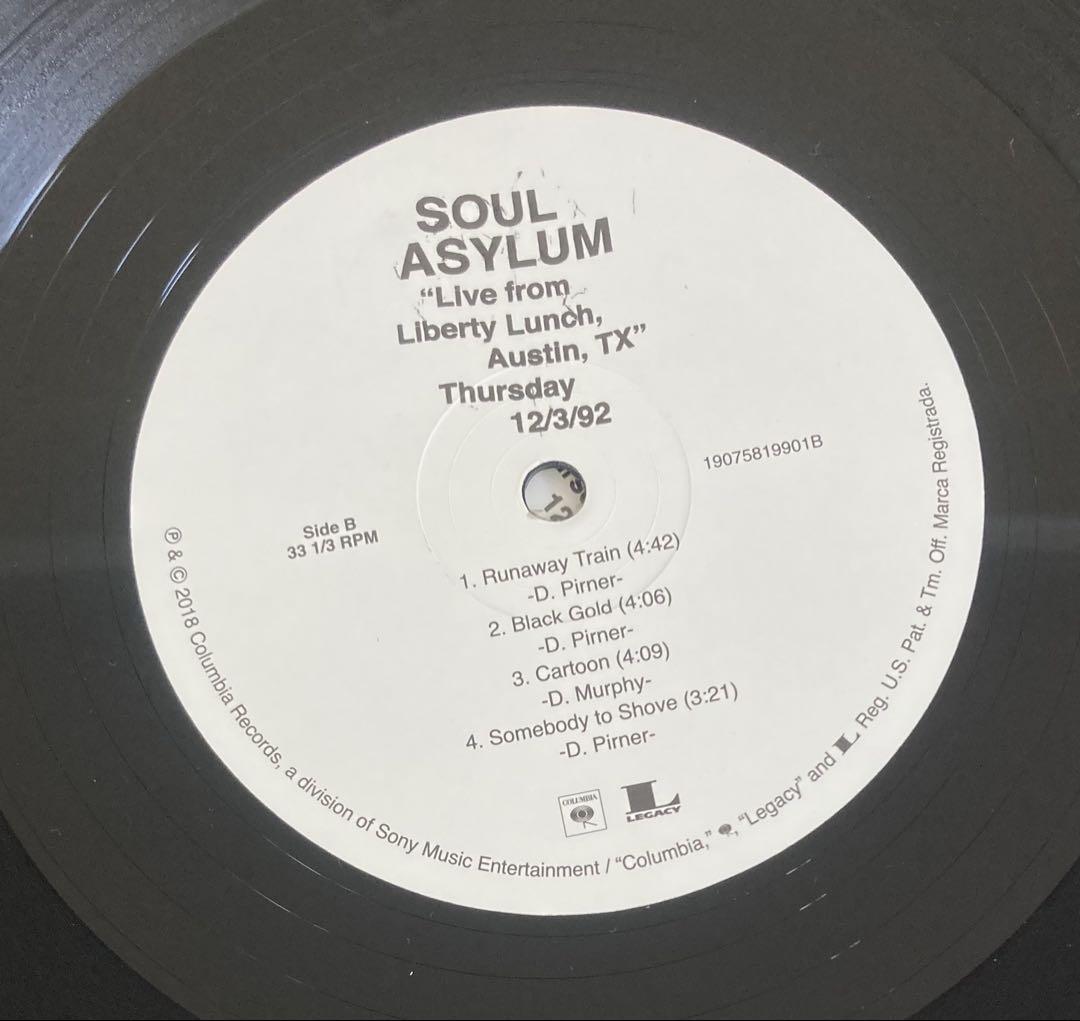 SOUL
ASYLUM
“Live from
Liberty Lunch,
Austin, TX”
Thursday
12/3/92
19075819901B
Side B
33 1/3 RPM
1. Runaway Train (4:42)
-D. Pirner-
2. Black Gold (4:06)
-D. Pirner-
3. Cartoon (4:09)
-D. Murphy-
4. Somebody to Shove (3:21)
-D. Pirner-
COLUMBIA
L
LEGACY
℗ & © 2018 Columbia Records, a division of Sony Music Entertainment / “Columbia,” , “Legacy” and L Reg. U.S. Pat. & Tm. Off. Marca Registrada.